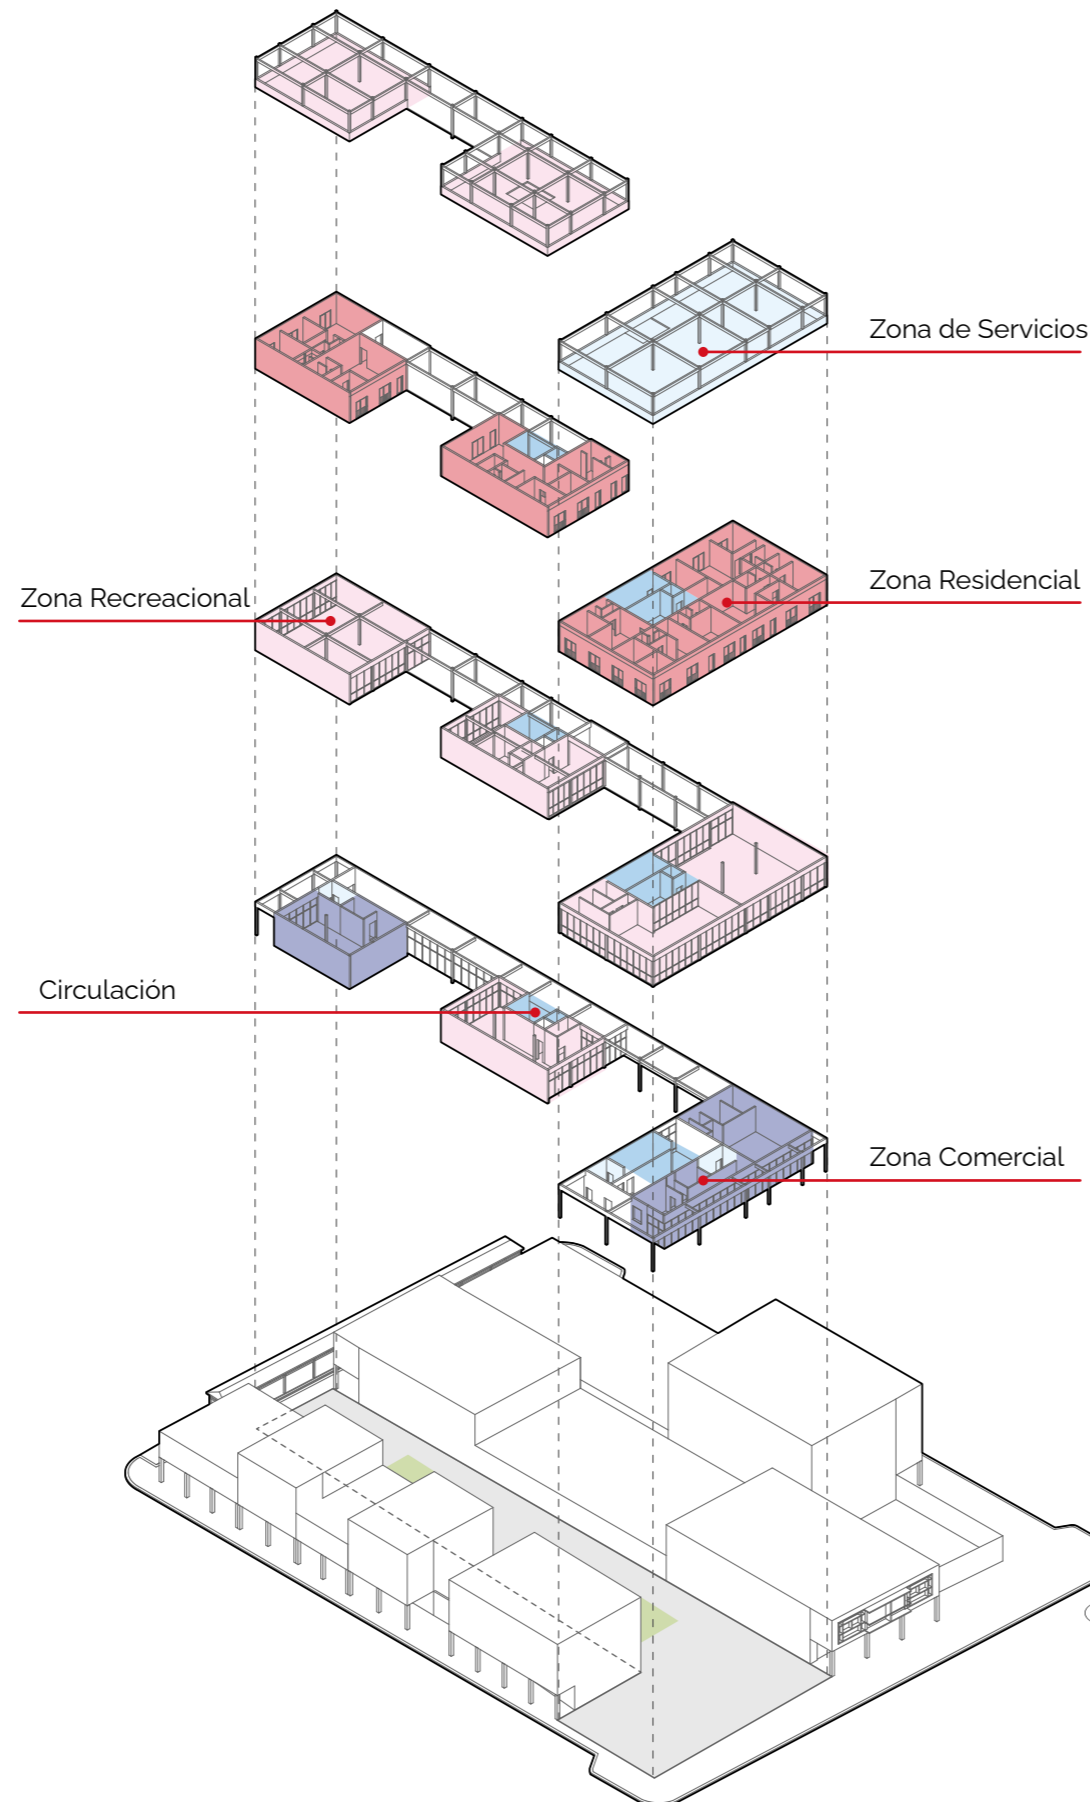 Zona de Servicios
Zona Residencial
Zona Recreacional
Circulación
Zona Comercial